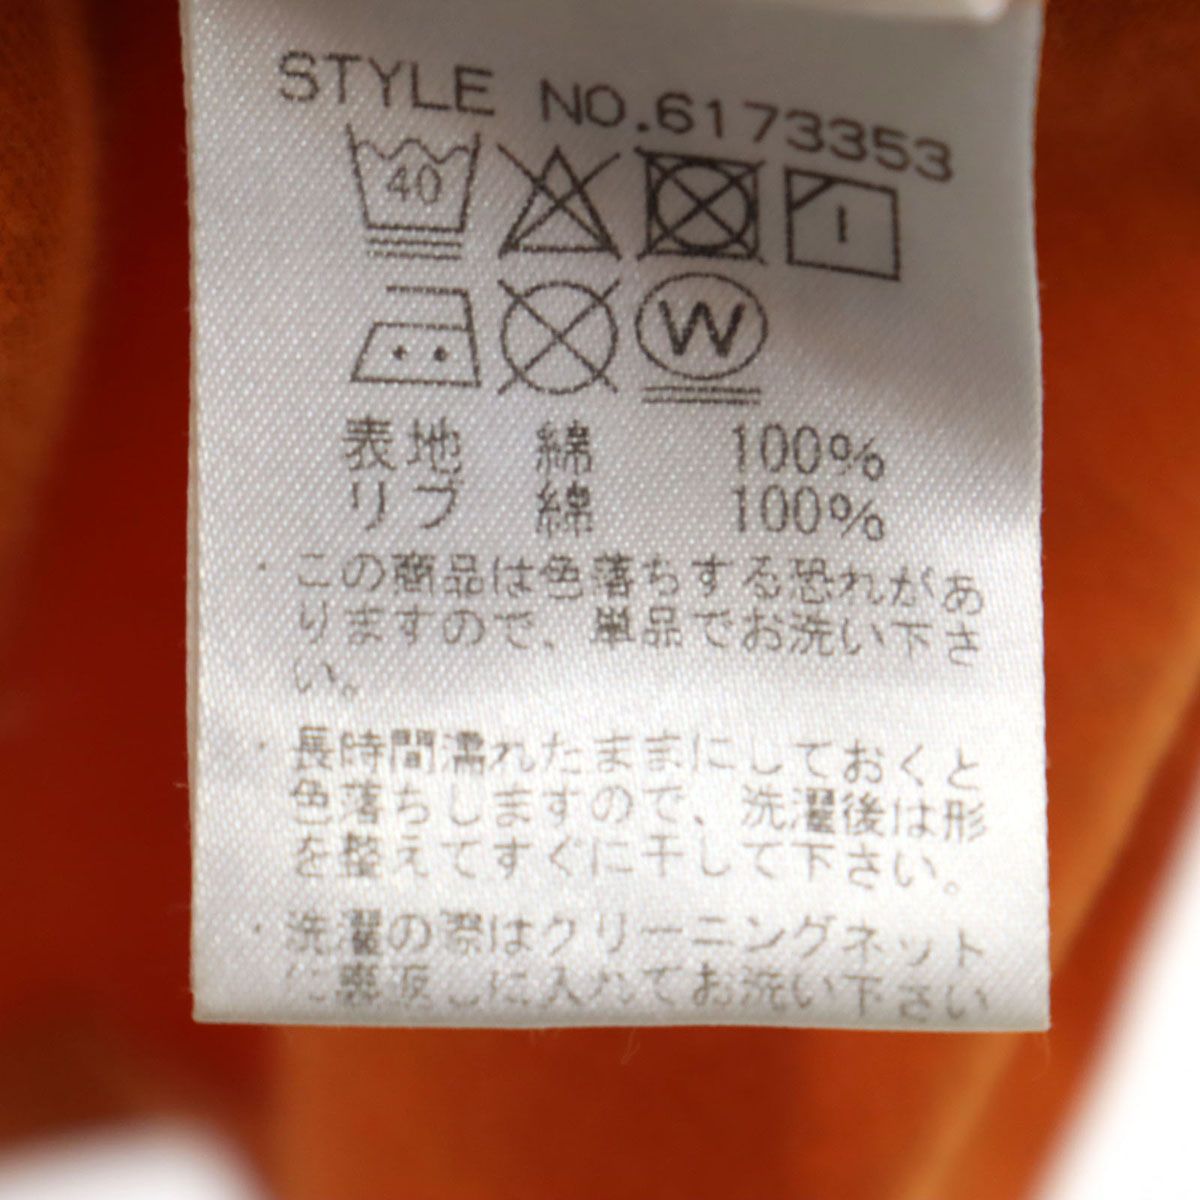 STYLE NO.6173353
40
W
表地 綿 100%
リブ 綿 100%
・この商品は色落ちする恐れがあ
りますので、単品でお洗い下さ
い。
・長時間濡れたままにしておくと
色落ちしますので、洗濯後は形
を整えてすぐに干して下さい。
・洗濯の際はクリーニングネット
に裏返しに入れてお洗い下さい